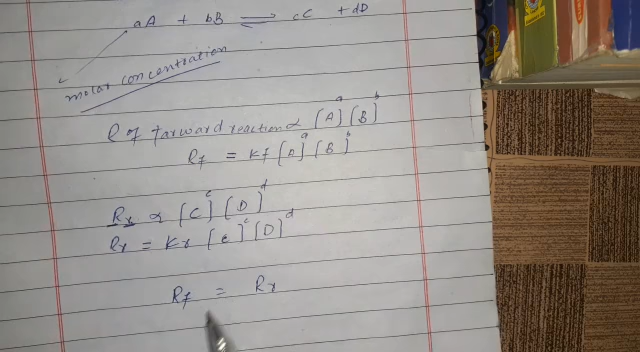 aA + bB ⇌ cC + dD
molar concentration
R of forward reaction ∝ [A]^a [B]^b
Rf = Kf [A]^a [B]^b
Rr ∝ [C]^c [D]^d
Rr = Kr [C]^c [D]^d
Rf = Rr